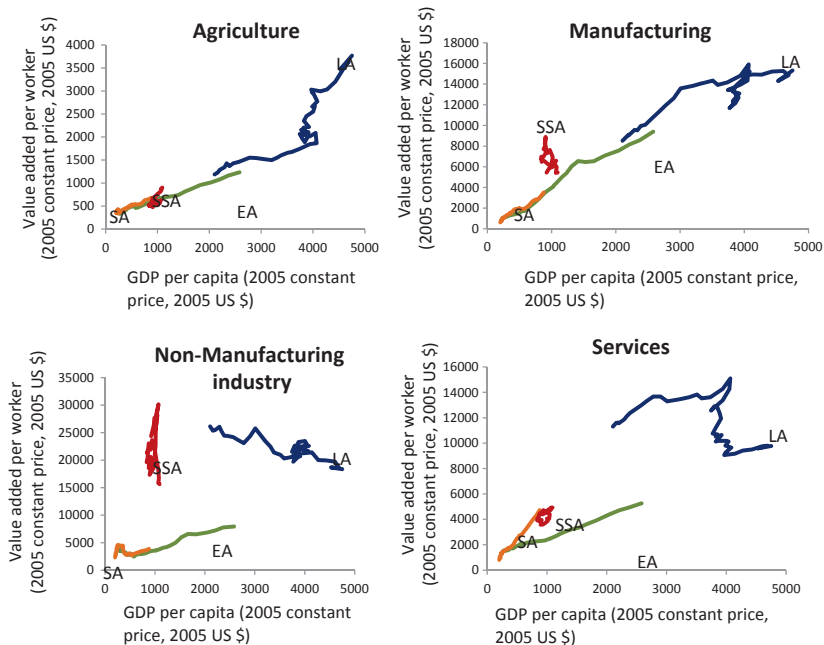 Agriculture
Value added per worker
(2005 constant price, 2005 US $)
4000
3500
3000
2500
2000
1500
1000
500
0
LA
SSA
SA
EA
0 1000 2000 3000 4000 5000
GDP per capita (2005 constant
price, 2005 US $)
Manufacturing
Value added per worker
(2005 constant price, 2005 US $)
18000
16000
14000
12000
10000
8000
6000
4000
2000
0
LA
SSA
EA
SA
0 1000 2000 3000 4000 5000
GDP per capita (2005 constant price,
2005 US $)
Non-Manufacturing
industry
Value added per worker
(2005 constant price, 2005 US $)
35000
30000
25000
20000
15000
10000
5000
0
SSA
LA
EA
SA
0 1000 2000 3000 4000 5000
GDP per capita (2005 constant
price, 2005 US $)
Services
Value added per worker
(2005 constant price, 2005 US $)
16000
14000
12000
10000
8000
6000
4000
2000
0
LA
SSA
SA
EA
0 1000 2000 3000 4000 5000
GDP per capita (2005 constant
price, 2005 US $)